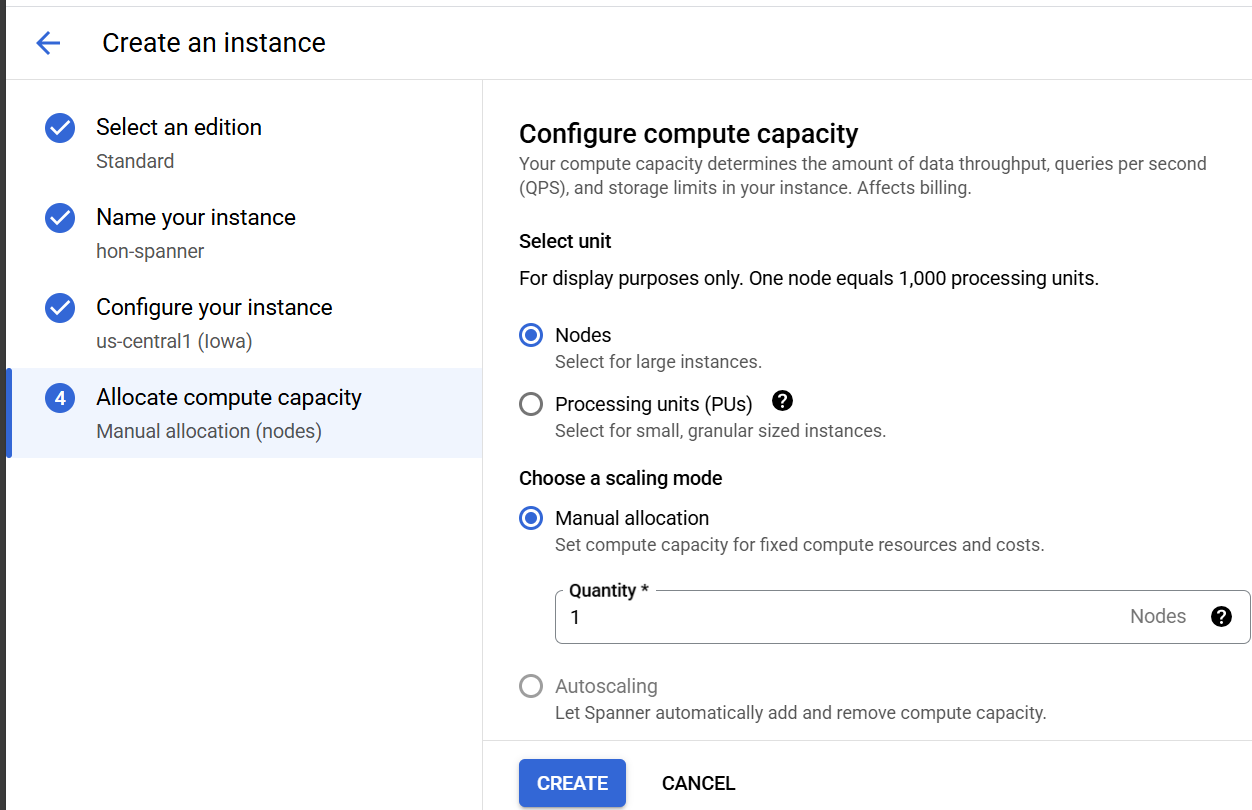 Create an instance
Select an edition
Standard
Name your instance
hon-spanner
Configure your instance
us-central1 (Iowa)
4
Allocate compute capacity
Manual allocation (nodes)
Configure compute capacity
Your compute capacity determines the amount of data throughput, queries per second
(QPS), and storage limits in your instance. Affects billing.
Select unit
For display purposes only. One node equals 1,000 processing units.
Nodes
Select for large instances.
Processing units (PUs) ?
Select for small, granular sized instances.
Choose a scaling mode
Manual allocation
Set compute capacity for fixed compute resources and costs.
Quantity *
1 Nodes ?
Autoscaling
Let Spanner automatically add and remove compute capacity.
CREATE CANCEL